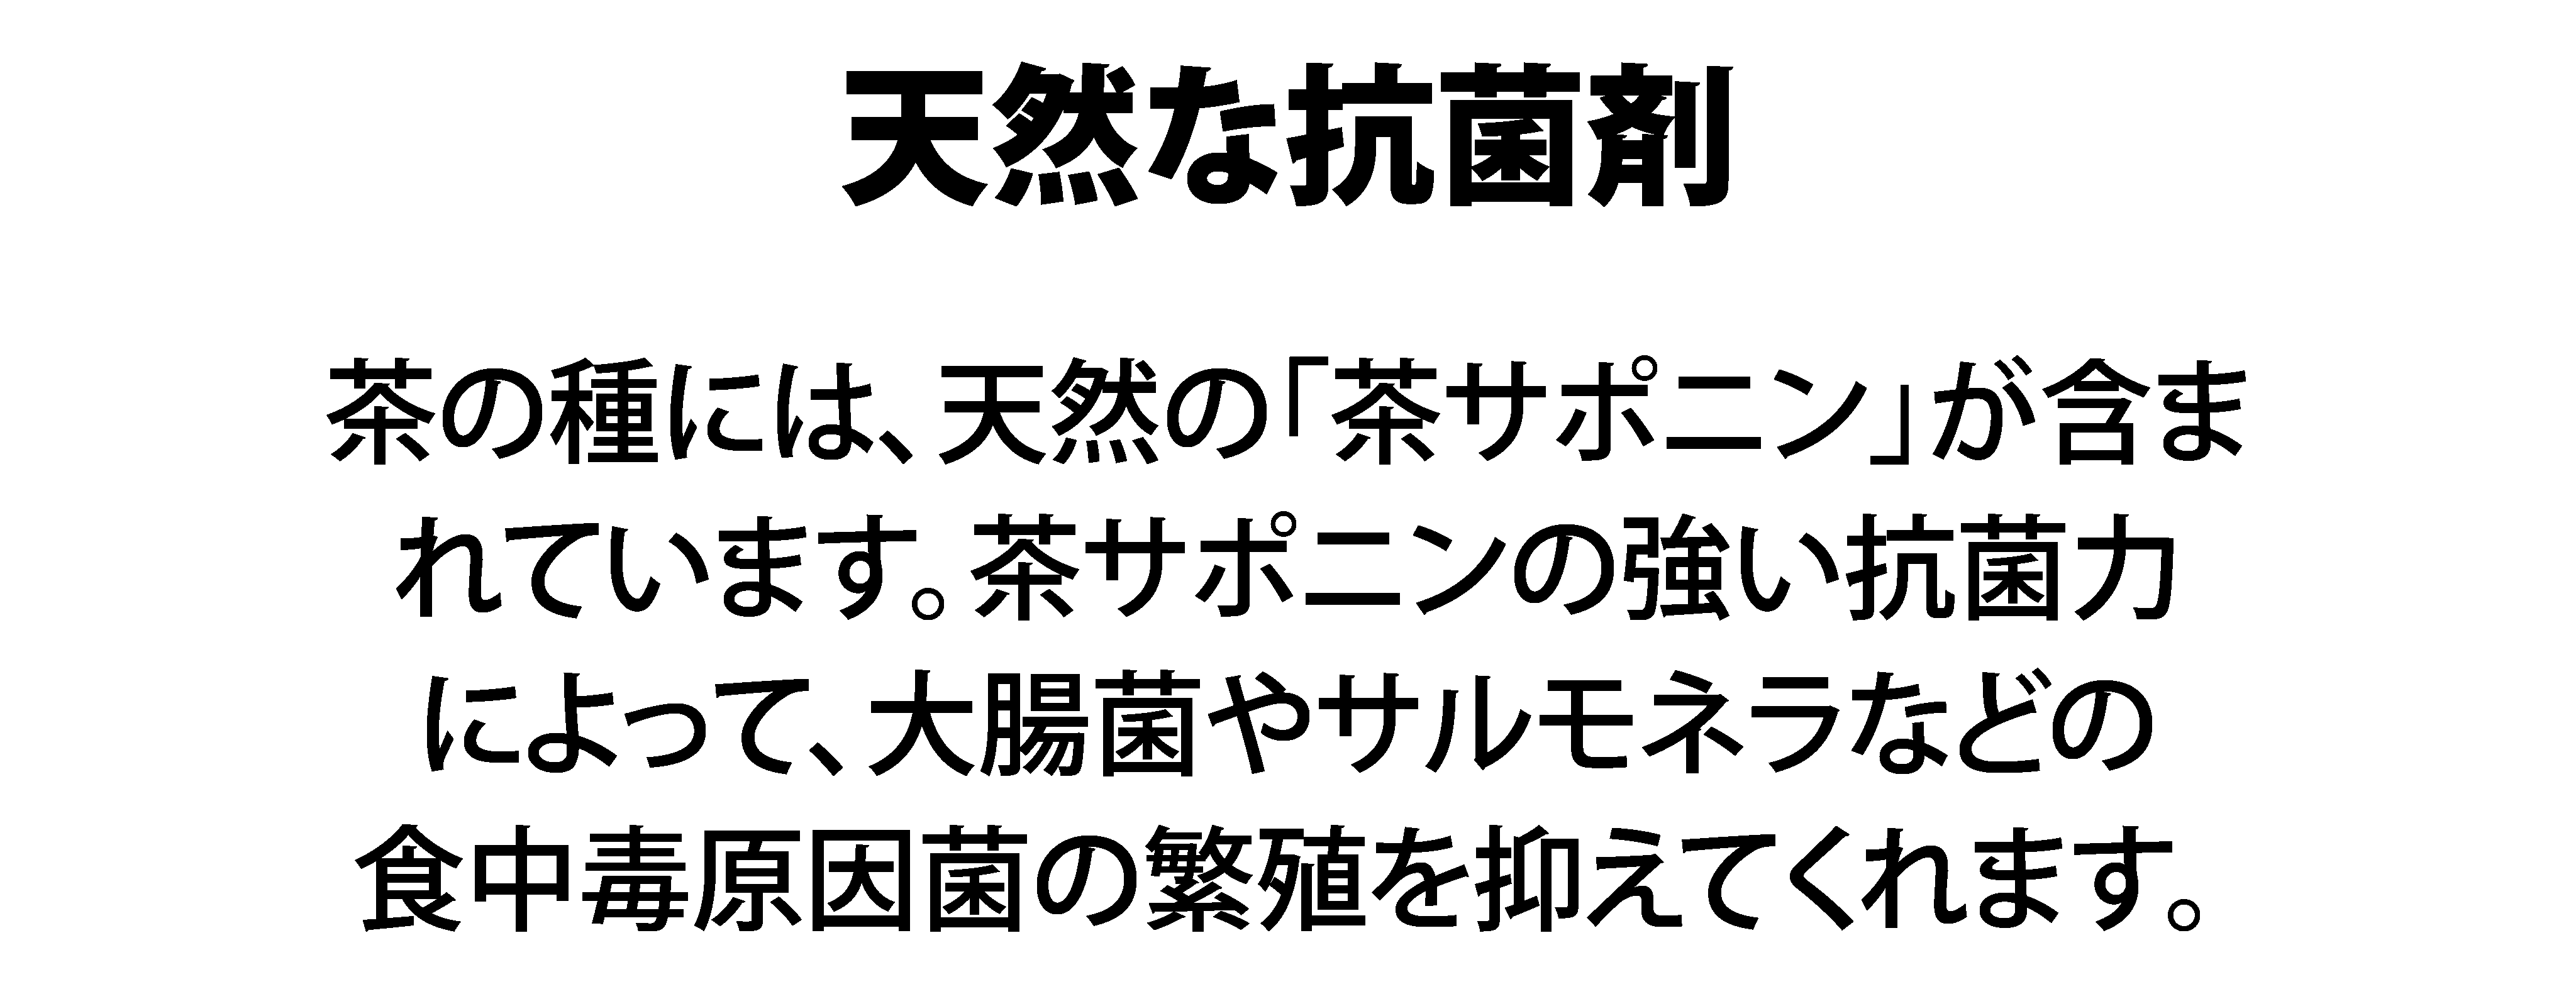 天然な抗菌剤
茶の種には、天然の「茶サポニン」が含ま
れています。茶サポニンの強い抗菌力
によって、大腸菌やサルモネラなどの
食中毒原因菌の繁殖を抑えてくれます。